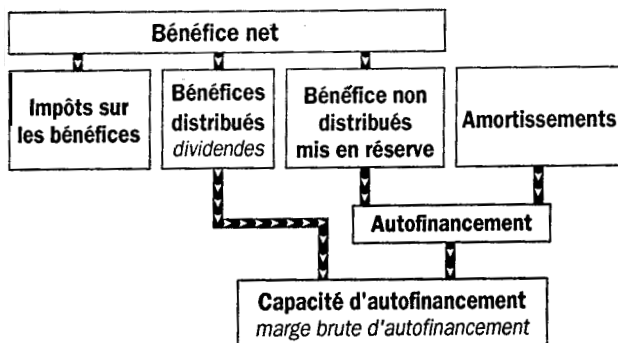 Bénéfice net
Impôts sur
les bénéfices
Bénéfices
distribués
dividendes
Bénéfice non
distribués
mis en réserve
Amortissements
Autofinancement
Capacité d'autofinancement
marge brute d'autofinancement